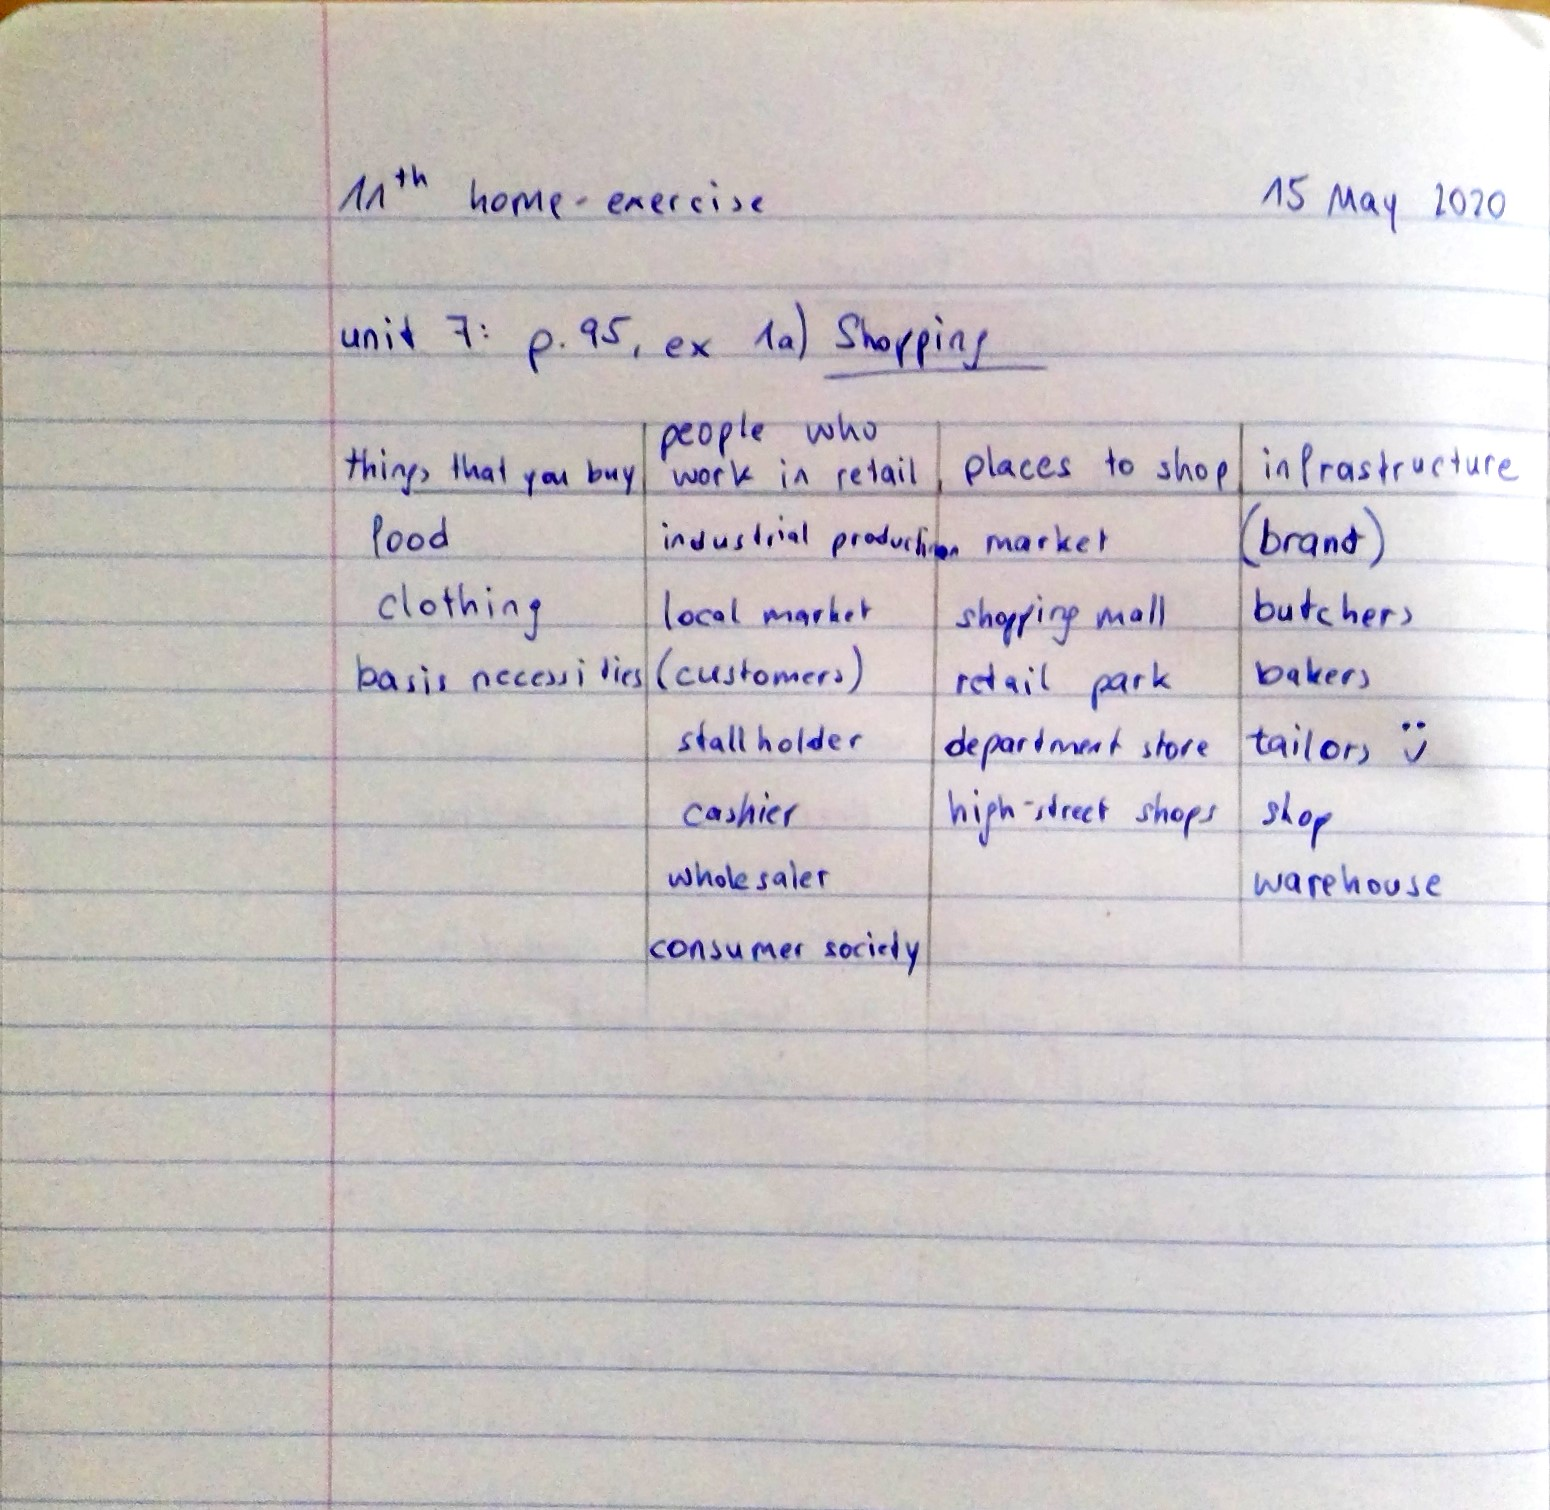 11th home-exercise 15 May 2020
unit 7: p. 95, ex 1a) Shopping
people who
things that you buy work in retail places to shop infrastructure
food industrial production market (brand)
clothing local market shopping mall butchers
basis necessities (customers) retail park bakers
stallholder department store tailors
cashier high-street shops shop
wholesaler warehouse
consumer society